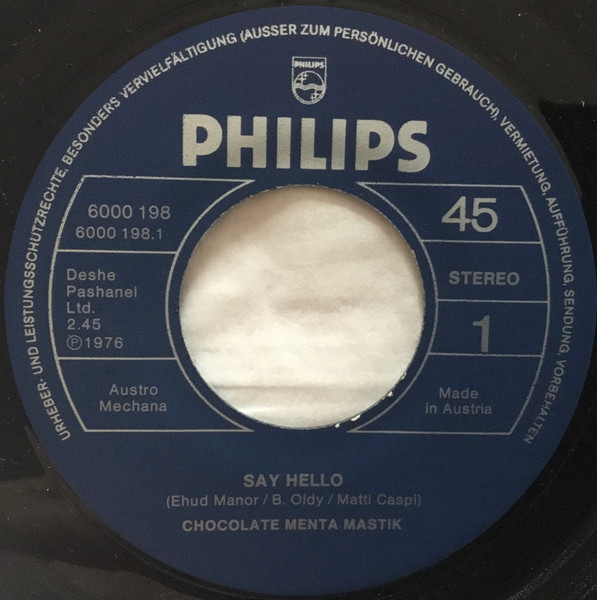 URHEBER- UND LEISTUNGSSCHUTZRECHTE, BESONDERS VERVIELFÄLTIGUNG (AUSSER ZUM PERSÖNLICHEN GEBRAUCH), VERMIETUNG, AUFFÜHRUNG, SENDUNG, VORBEHALTEN
PHILIPS
PHILIPS
6000 198
6000 198.1
45
Deshe
Pashanel
Ltd.
2.45
Ⓟ1976
STEREO
1
Austro
Mechana
Made
in Austria
SAY HELLO
(Ehud Manor / B. Oldy / Matti Caspi)
CHOCOLATE MENTA MASTIK